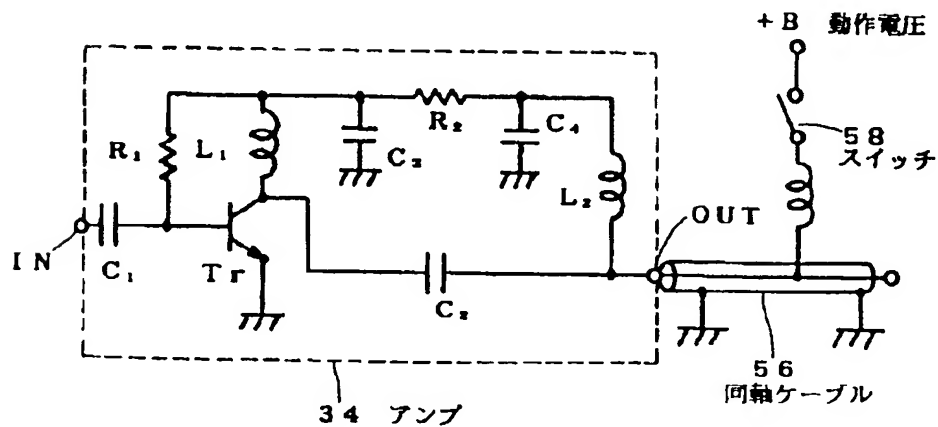 +B 動作電圧
58
スイッチ
R₁
L₁
C₃
R₂
C₄
L₂
OUT
IN
C₁
Tr
C₂
56
同軸ケーブル
34 アンプ